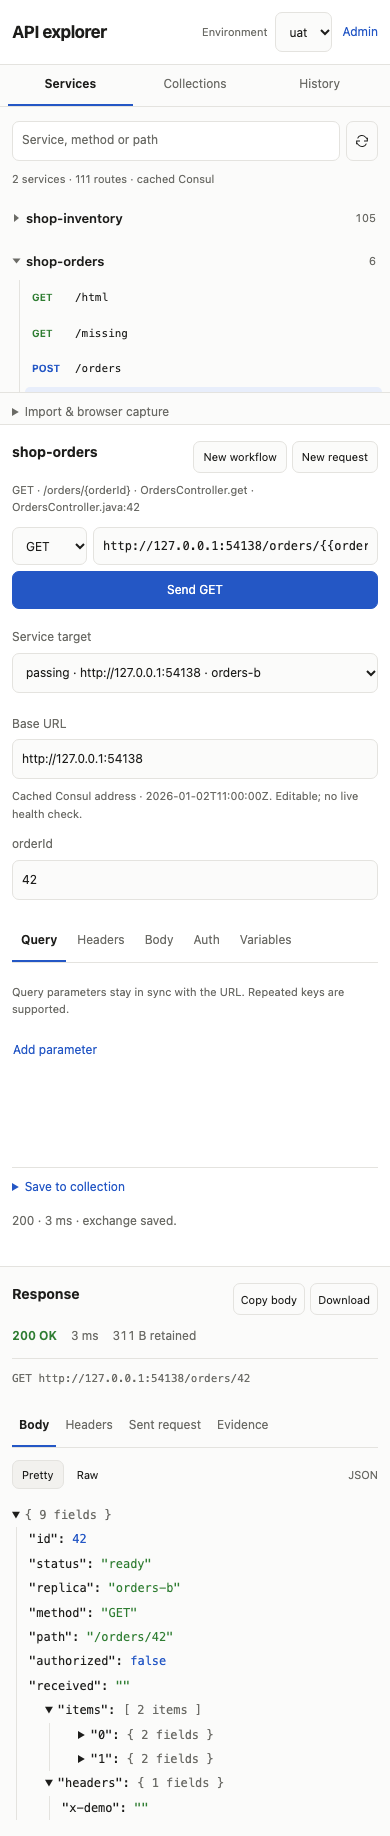 API explorer
Environment
uat
Admin
Services
Collections
History
Service, method or path
2 services · 111 routes · cached Consul
shop-inventory
105
shop-orders
6
GET /html
GET /missing
POST /orders
Import & browser capture
shop-orders
New workflow
New request
GET · /orders/{orderId} · OrdersController.get ·
OrdersController.java:42
GET
http://127.0.0.1:54138/orders/{{order
Send GET
Service target
passing · http://127.0.0.1:54138 · orders-b
Base URL
http://127.0.0.1:54138
Cached Consul address · 2026-01-02T11:00:00Z. Editable; no live
health check.
orderId
42
Query
Headers
Body
Auth
Variables
Query parameters stay in sync with the URL. Repeated keys are
supported.
Add parameter
Save to collection
200 · 3 ms · exchange saved.
Response
Copy body
Download
200 OK
3 ms
311 B retained
GET http://127.0.0.1:54138/orders/42
Body
Headers
Sent request
Evidence
Pretty
Raw
JSON
{ 9 fields }
"id": 42
"status": "ready"
"replica": "orders-b"
"method": "GET"
"path": "/orders/42"
"authorized": false
"received": ""
"items": [ 2 items ]
"0": { 2 fields }
"1": { 2 fields }
"headers": { 1 fields }
"x-demo": ""